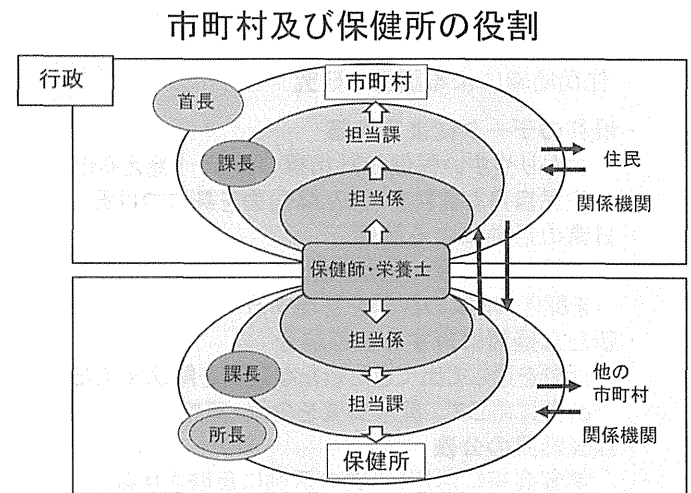 市町村及び保健所の役割
行政
市町村
首長
担当課
課長
住民
担当係
関係機関
保健師・栄養士
担当係
課長
他の
市町村
担当課
所長
関係機関
保健所